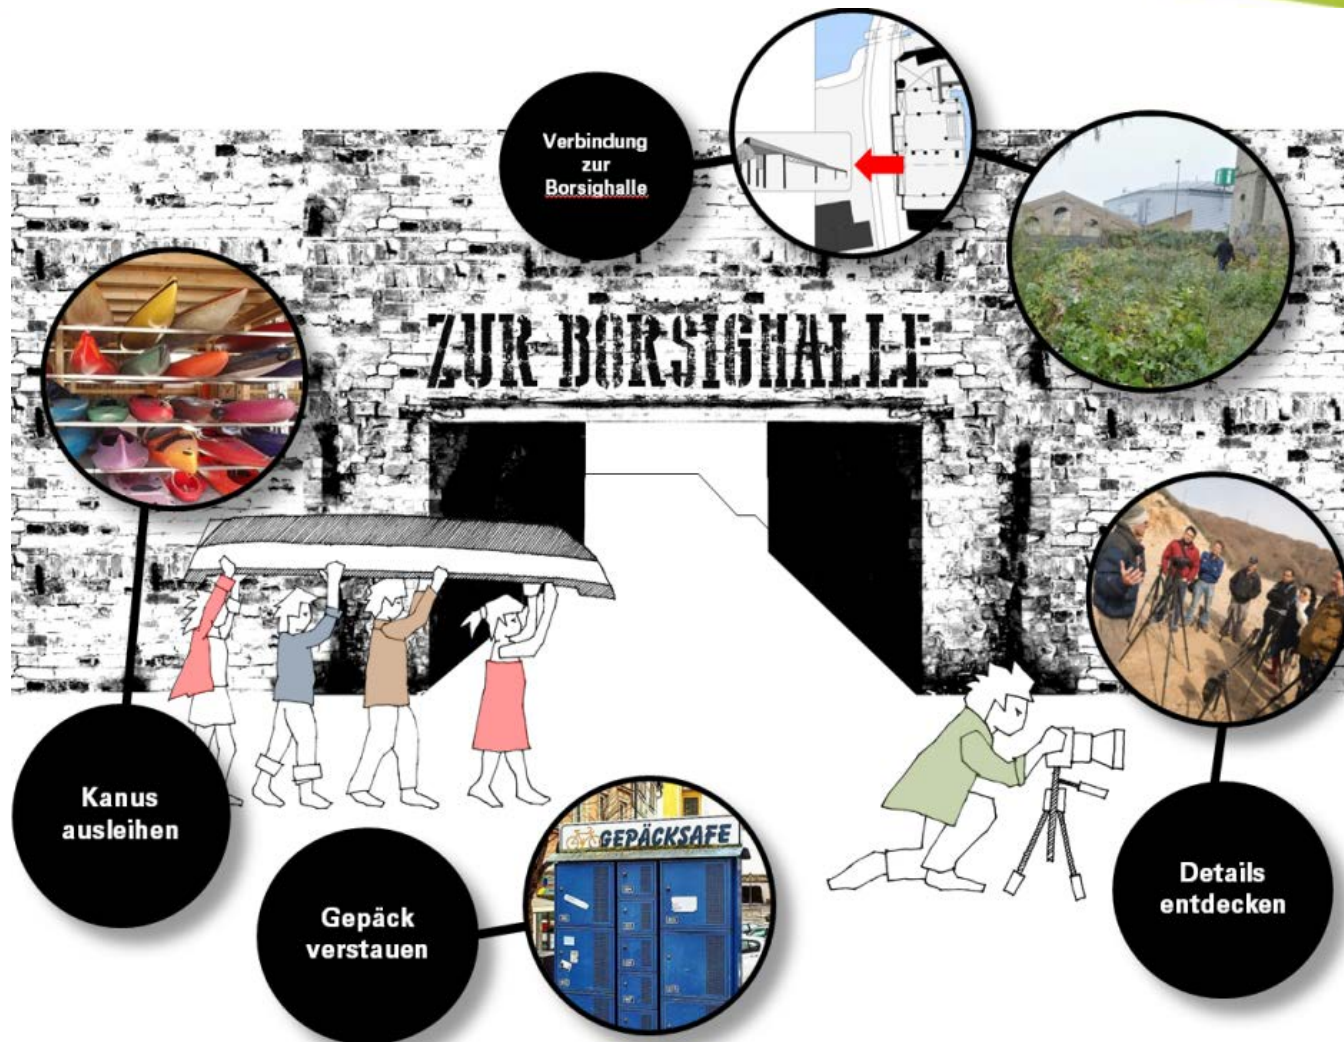 Verbindung
zur
Borsighalle
ZUR BORSIGHALLE
Kanus
ausleihen
GEPÄCKSAFE
Gepäck
verstauen
Details
entdecken